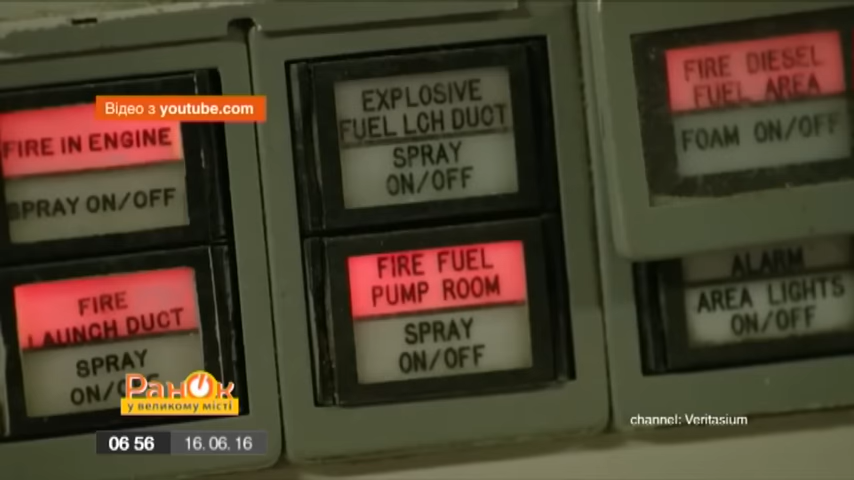 Відео з youtube.com
FIRE IN ENGINE
SPRAY ON/OFF
FIRE
LAUNCH DUCT
SPRAY
ON/OFF
EXPLOSIVE
FUEL LCH DUCT
SPRAY
ON/OFF
FIRE FUEL
PUMP ROOM
SPRAY
ON/OFF
FIRE DIESEL
FUEL AREA
FOAM ON/OFF
ALARM
AREA LIGHTS
ON/OFF
РанОк
у великому місті
06 56 16. 06. 16
channel: Veritasium